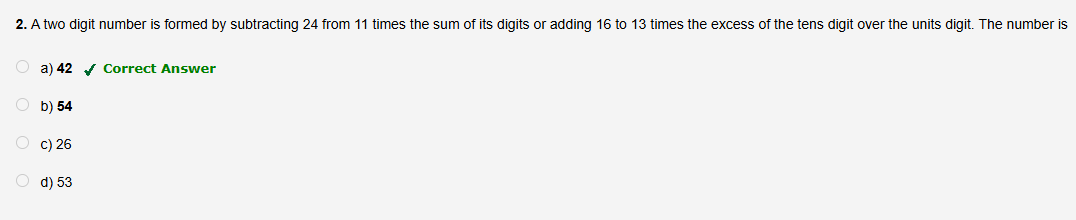 2. A two digit number is formed by subtracting 24 from 11 times the sum of its digits or adding 16 to 13 times the excess of the tens digit over the units digit. The number is
a) 42 ✓ Correct Answer
b) 54
c) 26
d) 53